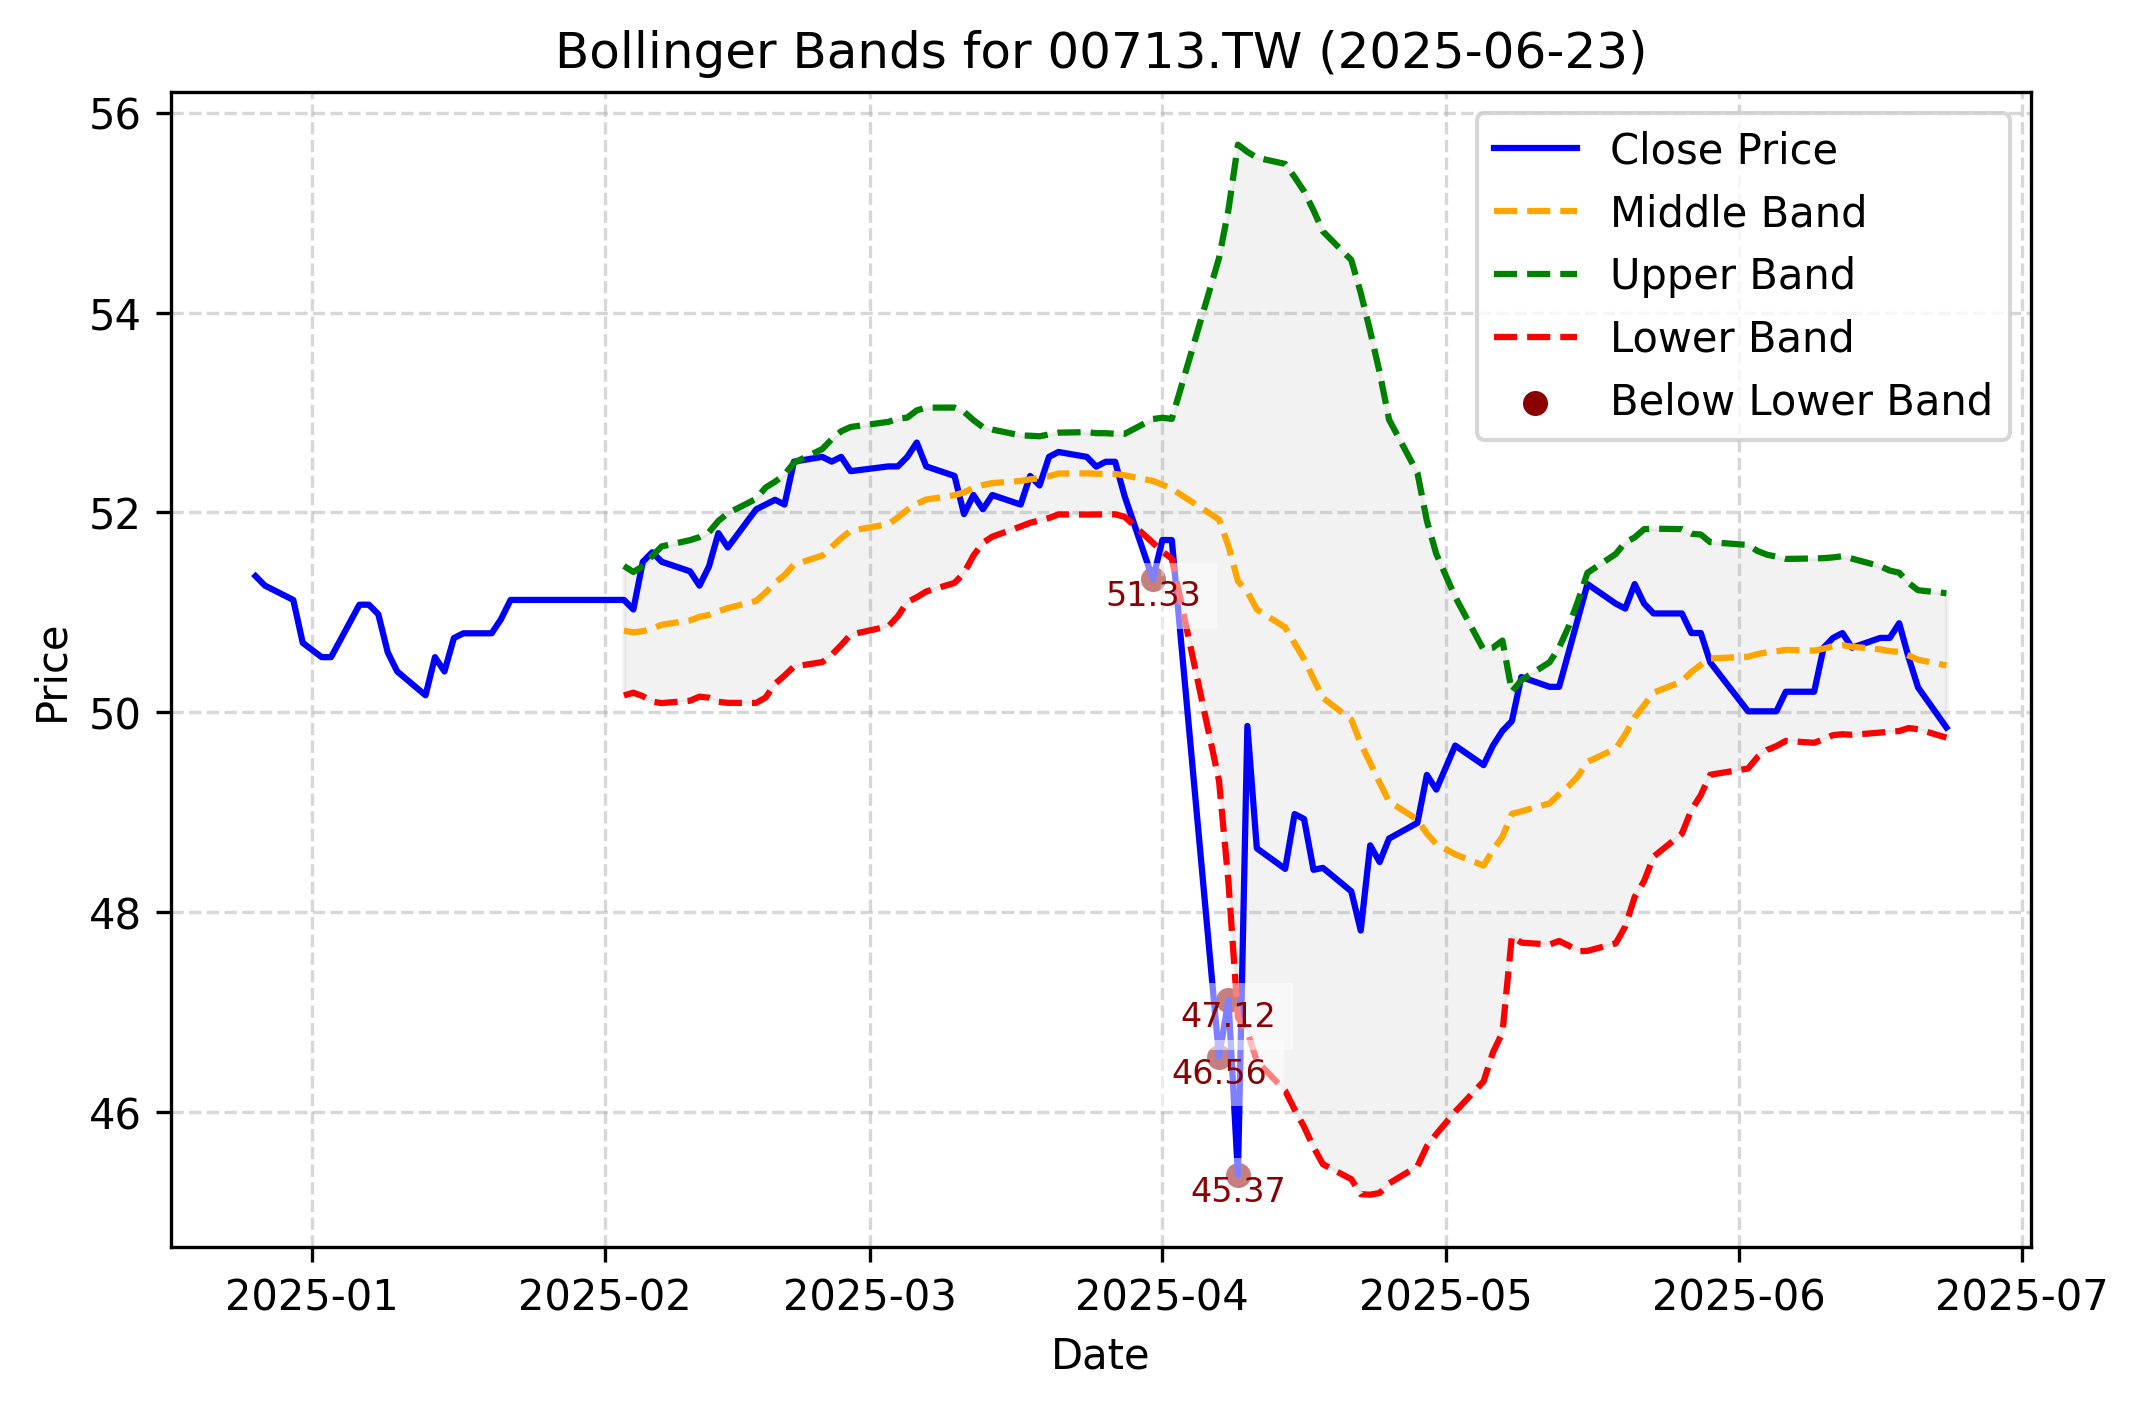 Bollinger Bands for 00713.TW (2025-06-23)
56
54
52
50
48
46
Price
Close Price
Middle Band
Upper Band
Lower Band
Below Lower Band
51.33
47.12
46.56
45.37
2025-01
2025-02
2025-03
2025-04
2025-05
2025-06
2025-07
Date